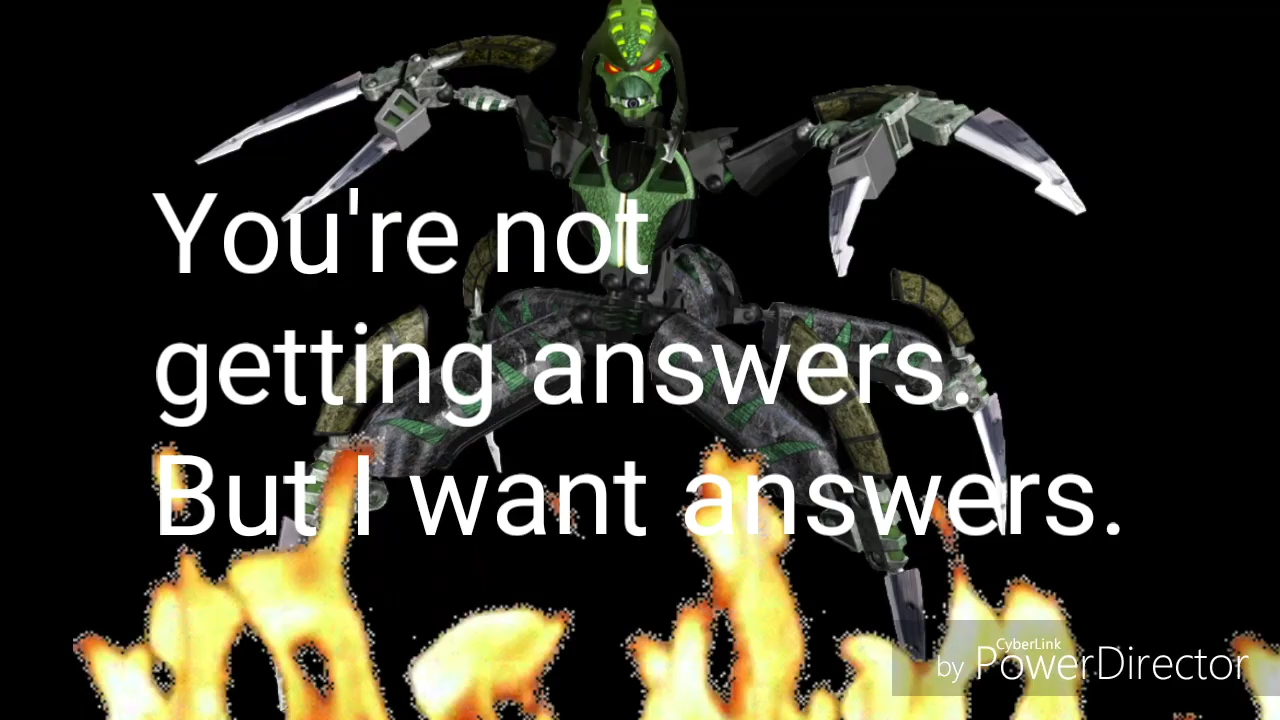 You're not
getting answers.
But I want answers.
CyberLink
by PowerDirector